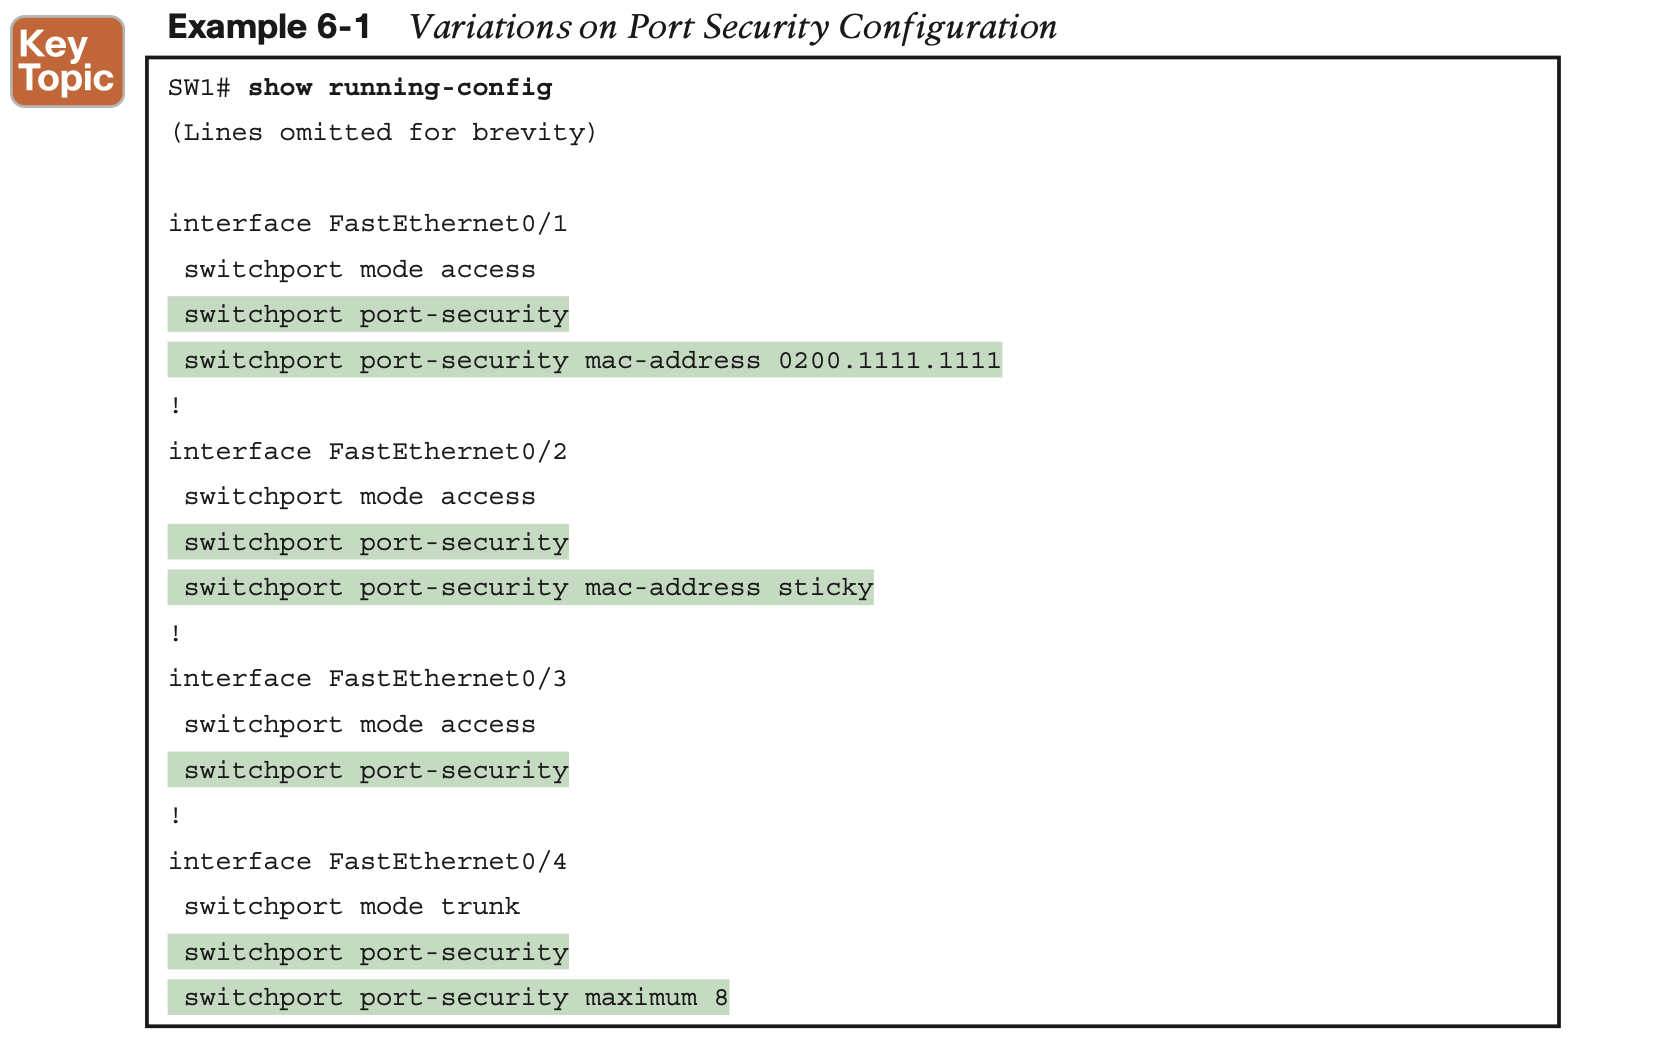 Key
Topic
Example 6-1 Variations on Port Security Configuration
SW1# show running-config
(Lines omitted for brevity)
interface FastEthernet0/1
switchport mode access
switchport port-security
switchport port-security mac-address 0200.1111.1111
!
interface FastEthernet0/2
switchport mode access
switchport port-security
switchport port-security mac-address sticky
!
interface FastEthernet0/3
switchport mode access
switchport port-security
!
interface FastEthernet0/4
switchport mode trunk
switchport port-security
switchport port-security maximum 8